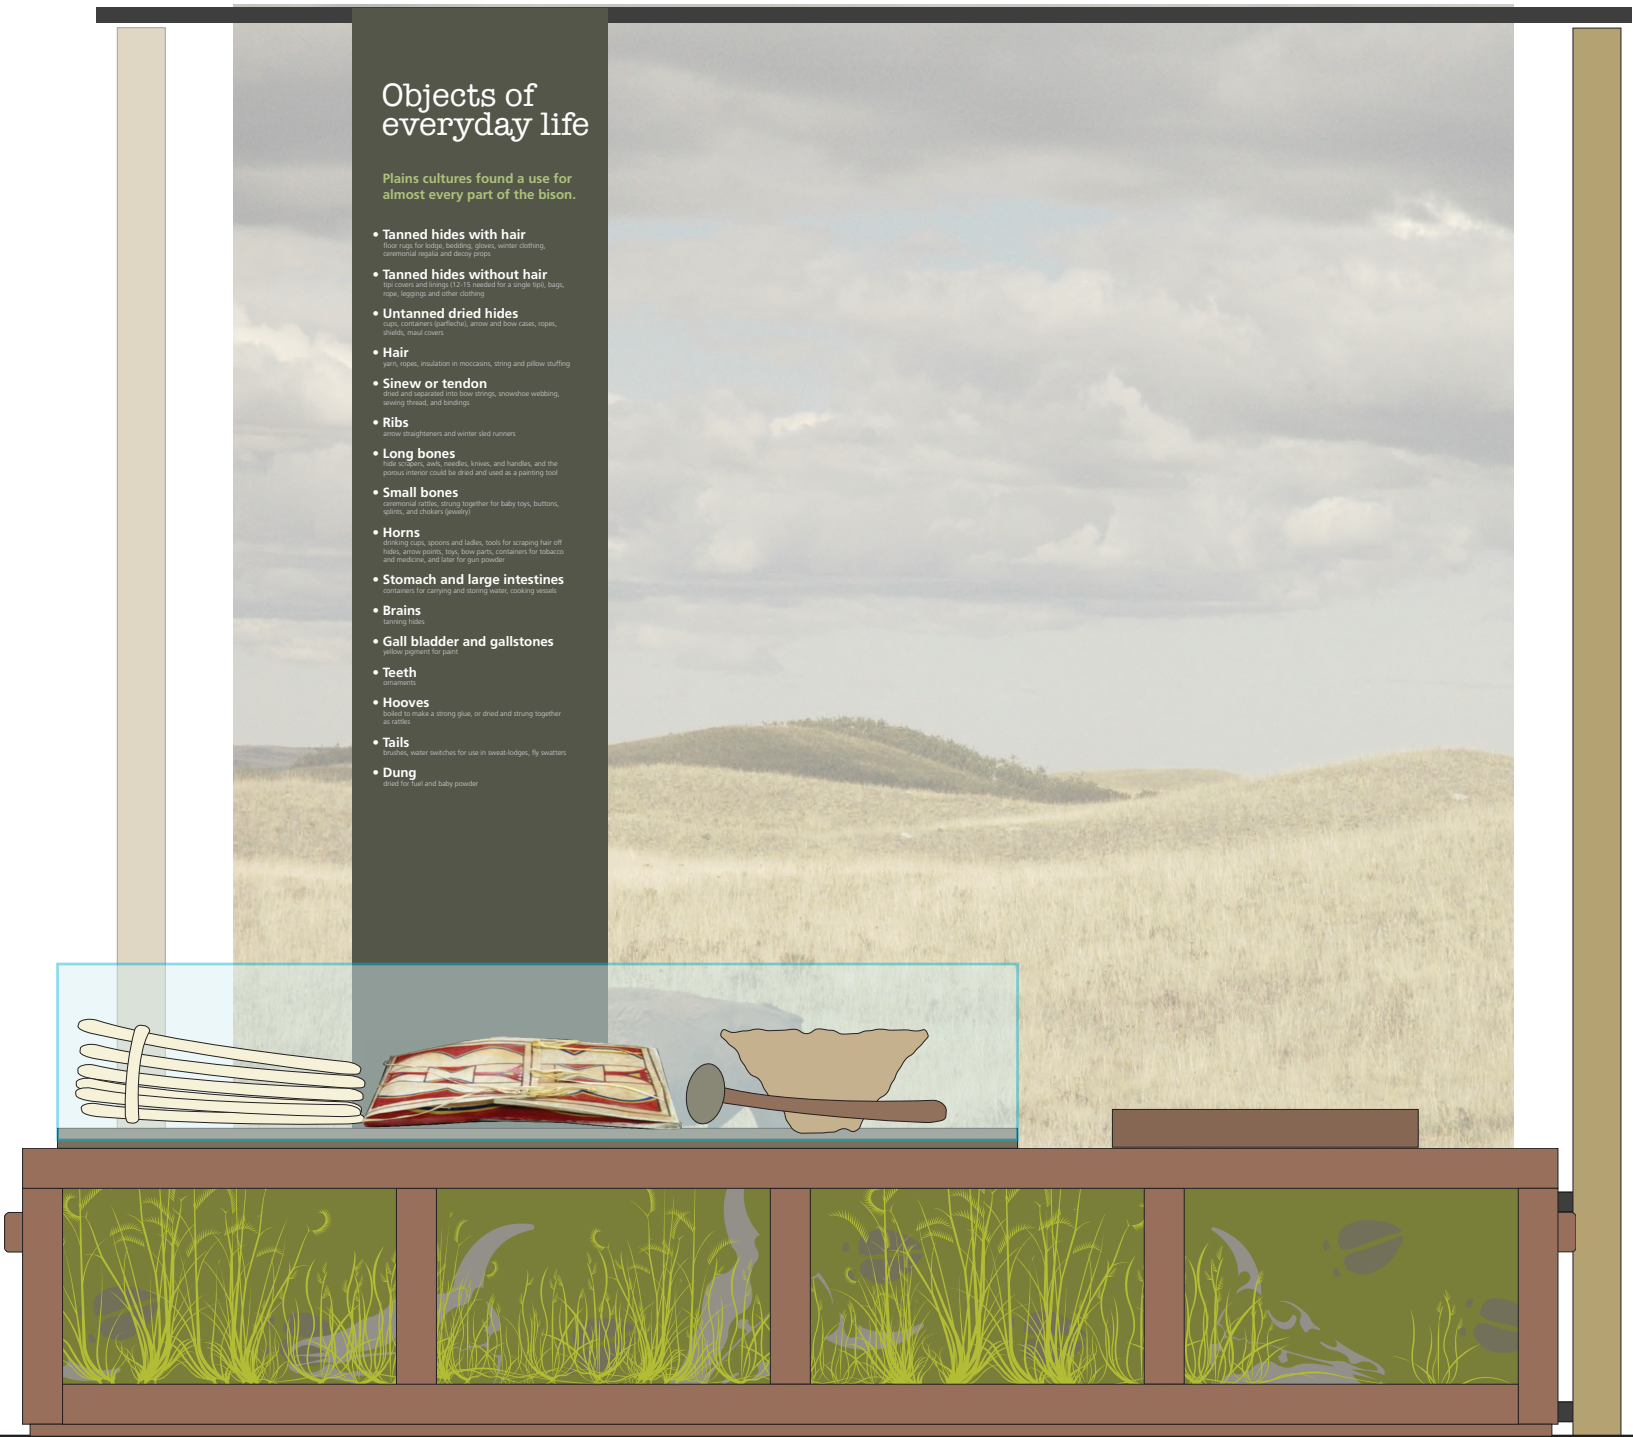 Objects of
everyday life
Plains cultures found a use for
almost every part of the bison.
• Tanned hides with hair
floor rugs for lodge, bedding, gloves, winter clothing,
ceremonial regalia and decoy props
• Tanned hides without hair
tipi covers and linings (12-15 needed for a single tipi), bags,
rope, leggings and other clothing
• Untanned dried hides
cups, containers (parfleche), arrow and bow cases, ropes,
shields, maul covers
• Hair
yarn, ropes, insulation in moccasins, string and pillow stuffing
• Sinew or tendon
dried and separated into bow strings, snowshoe webbing,
sewing thread, and bindings
• Ribs
arrow straighteners and winter sled runners
• Long bones
hide scrapers, awls, needles, knives, and handles, and the
porous interior could be dried and used as a painting tool
• Small bones
ceremonial rattles, strung together for baby toys, buttons,
splints, and chokers (jewelry)
• Horns
drinking cups, spoons and ladles, tools for scraping hair off
hides, arrow points, toys, bow parts, containers for tobacco
and medicine, and later for gun powder
• Stomach and large intestines
containers for carrying and storing water, cooking vessels
• Brains
tanning hides
• Gall bladder and gallstones
yellow pigment for paint
• Teeth
ornaments
• Hooves
boiled to make a strong glue, or dried and strung together
as rattles
• Tails
brushes, water switches for use in sweat-lodges, fly swatters
• Dung
dried for fuel and baby powder